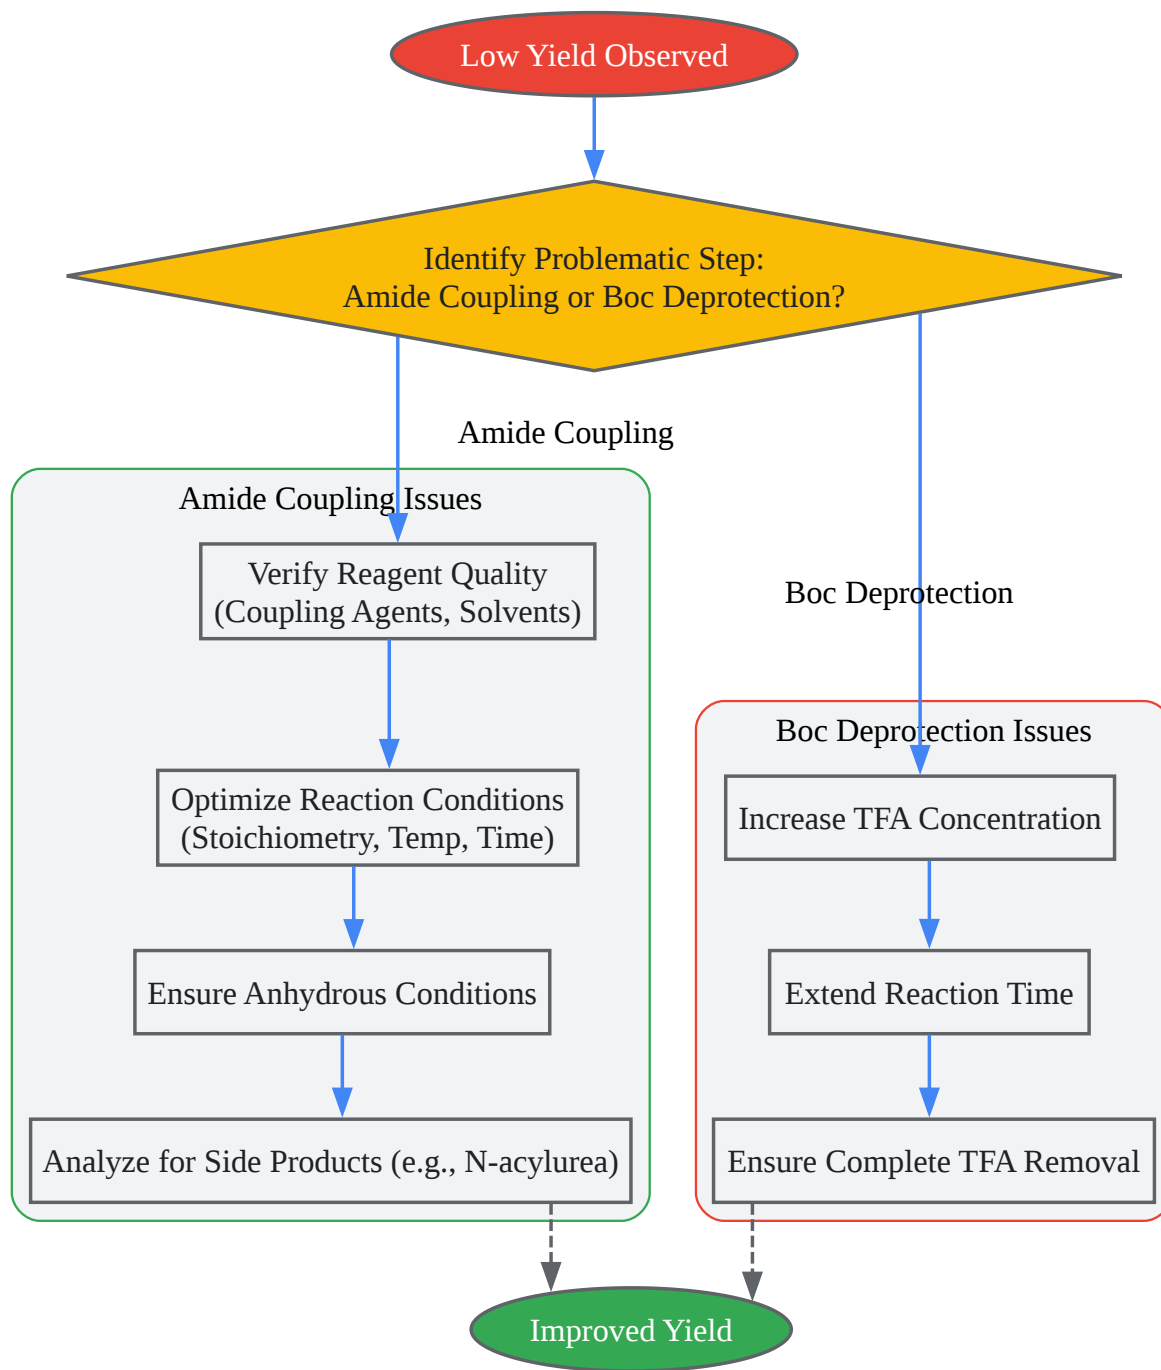 Low Yield Observed
Identify Problematic Step:
Amide Coupling or Boc Deprotection?
Amide Coupling
Amide Coupling Issues
Verify Reagent Quality
(Coupling Agents, Solvents)
Optimize Reaction Conditions
(Stoichiometry, Temp, Time)
Ensure Anhydrous Conditions
Analyze for Side Products (e.g., N-acylurea)
Boc Deprotection
Boc Deprotection Issues
Increase TFA Concentration
Extend Reaction Time
Ensure Complete TFA Removal
Improved Yield